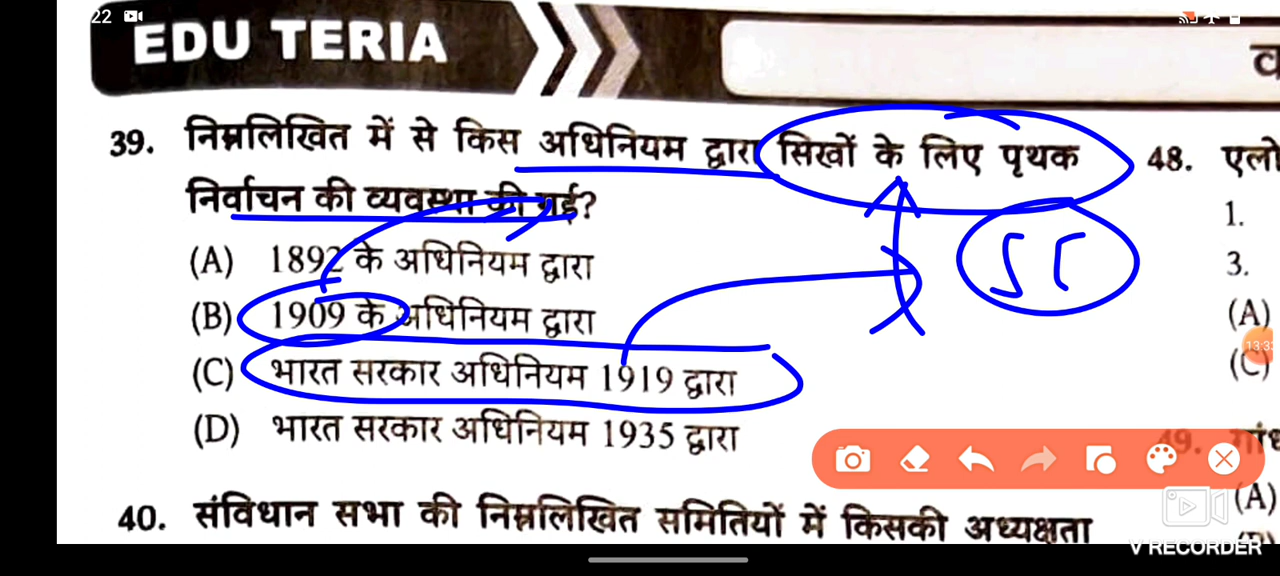 22
EDU TERIA
39. निम्नलिखित में से किस अधिनियम द्वारा सिखों के लिए पृथक
निर्वाचन की व्यवस्था की गई?
(A) 1892 के अधिनियम द्वारा
(B) 1909 के अधिनियम द्वारा
(C) भारत सरकार अधिनियम 1919 द्वारा
(D) भारत सरकार अधिनियम 1935 द्वारा
40. संविधान सभा की निम्नलिखित समितियों में किसकी अध्यक्षता
SC
48.
1.
3.
(A)
(C)
49.
(A)
V RECORDER